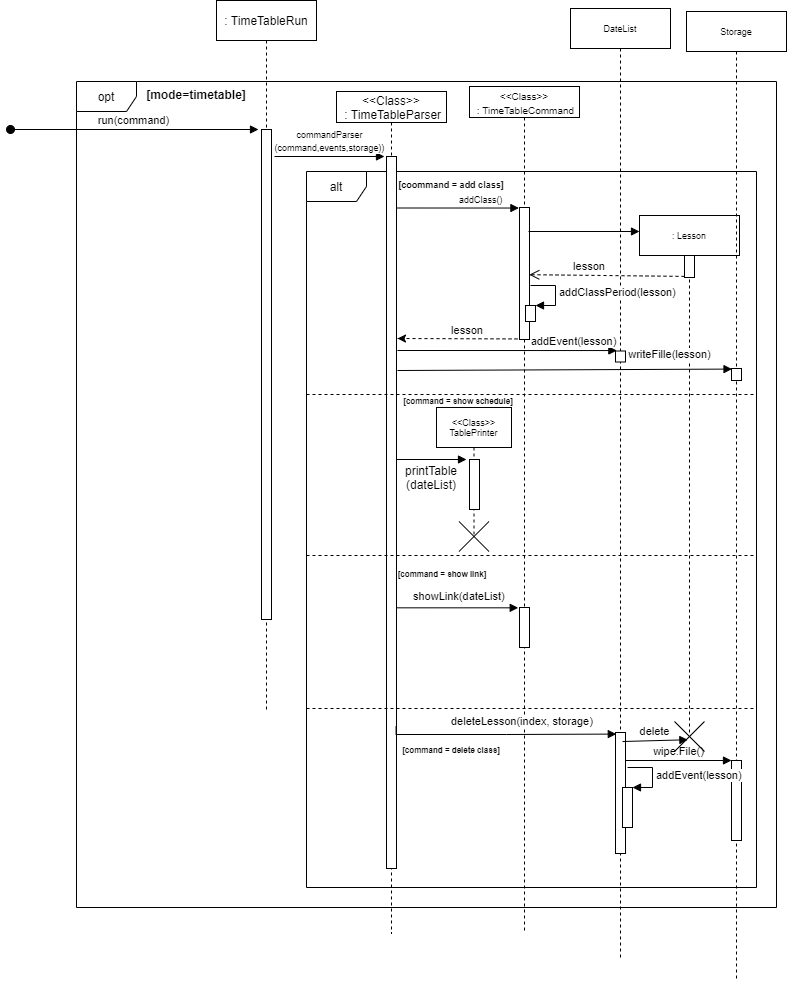 : TimeTableRun
DateList
Storage
opt
[mode=timetable]
<<Class>>
: TimeTableParser
<<Class>>
: TimeTableCommand
run(command)
commandParser
(command,events,storage))
alt
[coommand = add class]
addClass()
: Lesson
lesson
addClassPeriod(lesson)
lesson
addEvent(lesson)
writeFille(lesson)
[command = show schedule]
<<Class>>
TablePrinter
printTable
(dateList)
[command = show link]
showLink(dateList)
deleteLesson(index, storage)
delete
[command = delete class]
wipe.File()
addEvent(lesson)